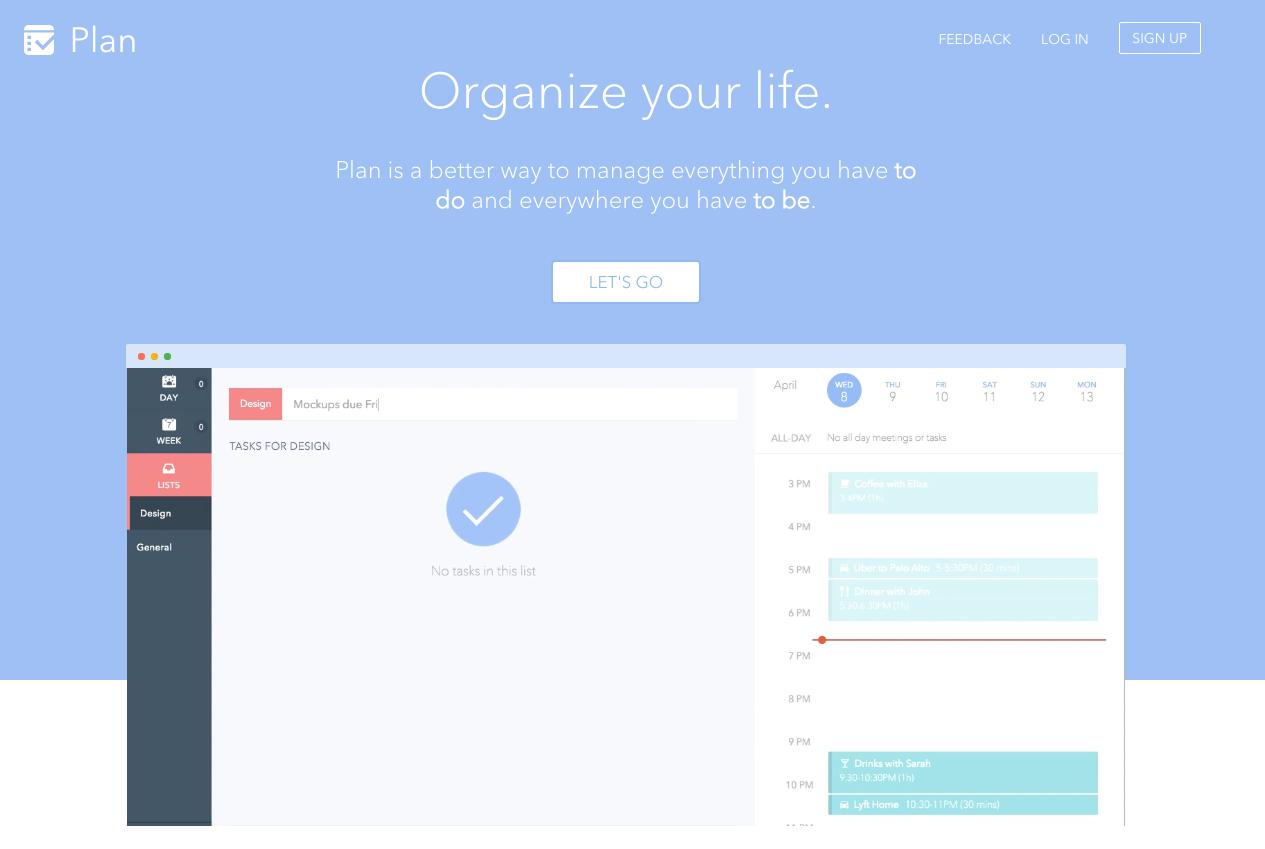 Plan
FEEDBACK
LOG IN
SIGN UP
Organize your life.
Plan is a better way to manage everything you have to
do and everywhere you have to be.
LET'S GO
DAY
0
7
WEEK
0
LISTS
Design
General
Design
Mockups due Fri
TASKS FOR DESIGN
No tasks in this list
April
WED
8
THU
9
FRI
10
SAT
11
SUN
12
MON
13
ALL-DAY
No all day meetings or tasks
3 PM
Coffee with Eliza
3-4PM (1h)
4 PM
5 PM
Uber to Palo Alto 5-5:30PM (30 mins)
Dinner with John
5:30-6:30PM (1h)
6 PM
7 PM
8 PM
9 PM
Drinks with Sarah
9:30-10:30PM (1h)
10 PM
Lyft Home 10:30-11PM (30 mins)